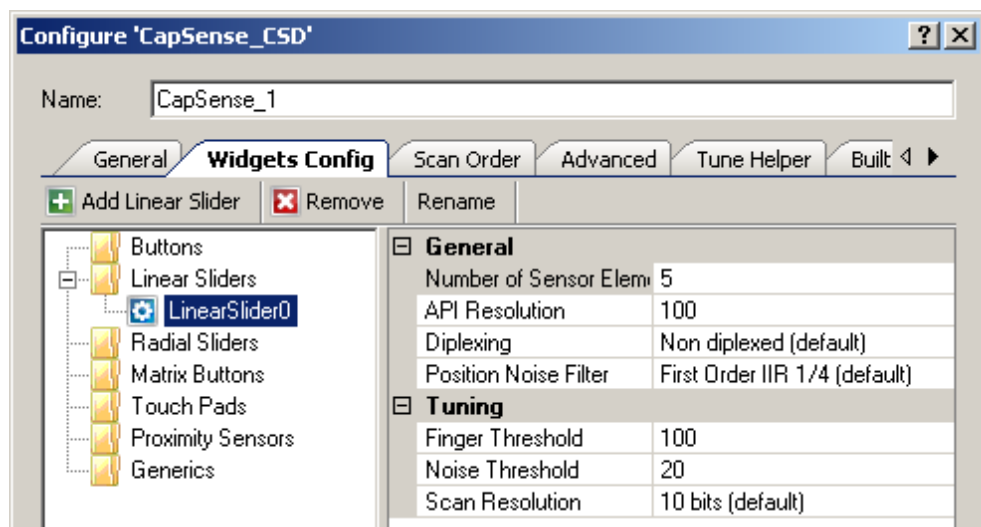 Configure 'CapSense_CSD'
Name: CapSense_1
General Widgets Config Scan Order Advanced Tune Helper Built
Add Linear Slider Remove Rename
Buttons
Linear Sliders
LinearSlider0
Radial Sliders
Matrix Buttons
Touch Pads
Proximity Sensors
Generics
General
Number of Sensor Elem 5
API Resolution 100
Diplexing Non diplexed (default)
Position Noise Filter First Order IIR 1/4 (default)
Tuning
Finger Threshold 100
Noise Threshold 20
Scan Resolution 10 bits (default)